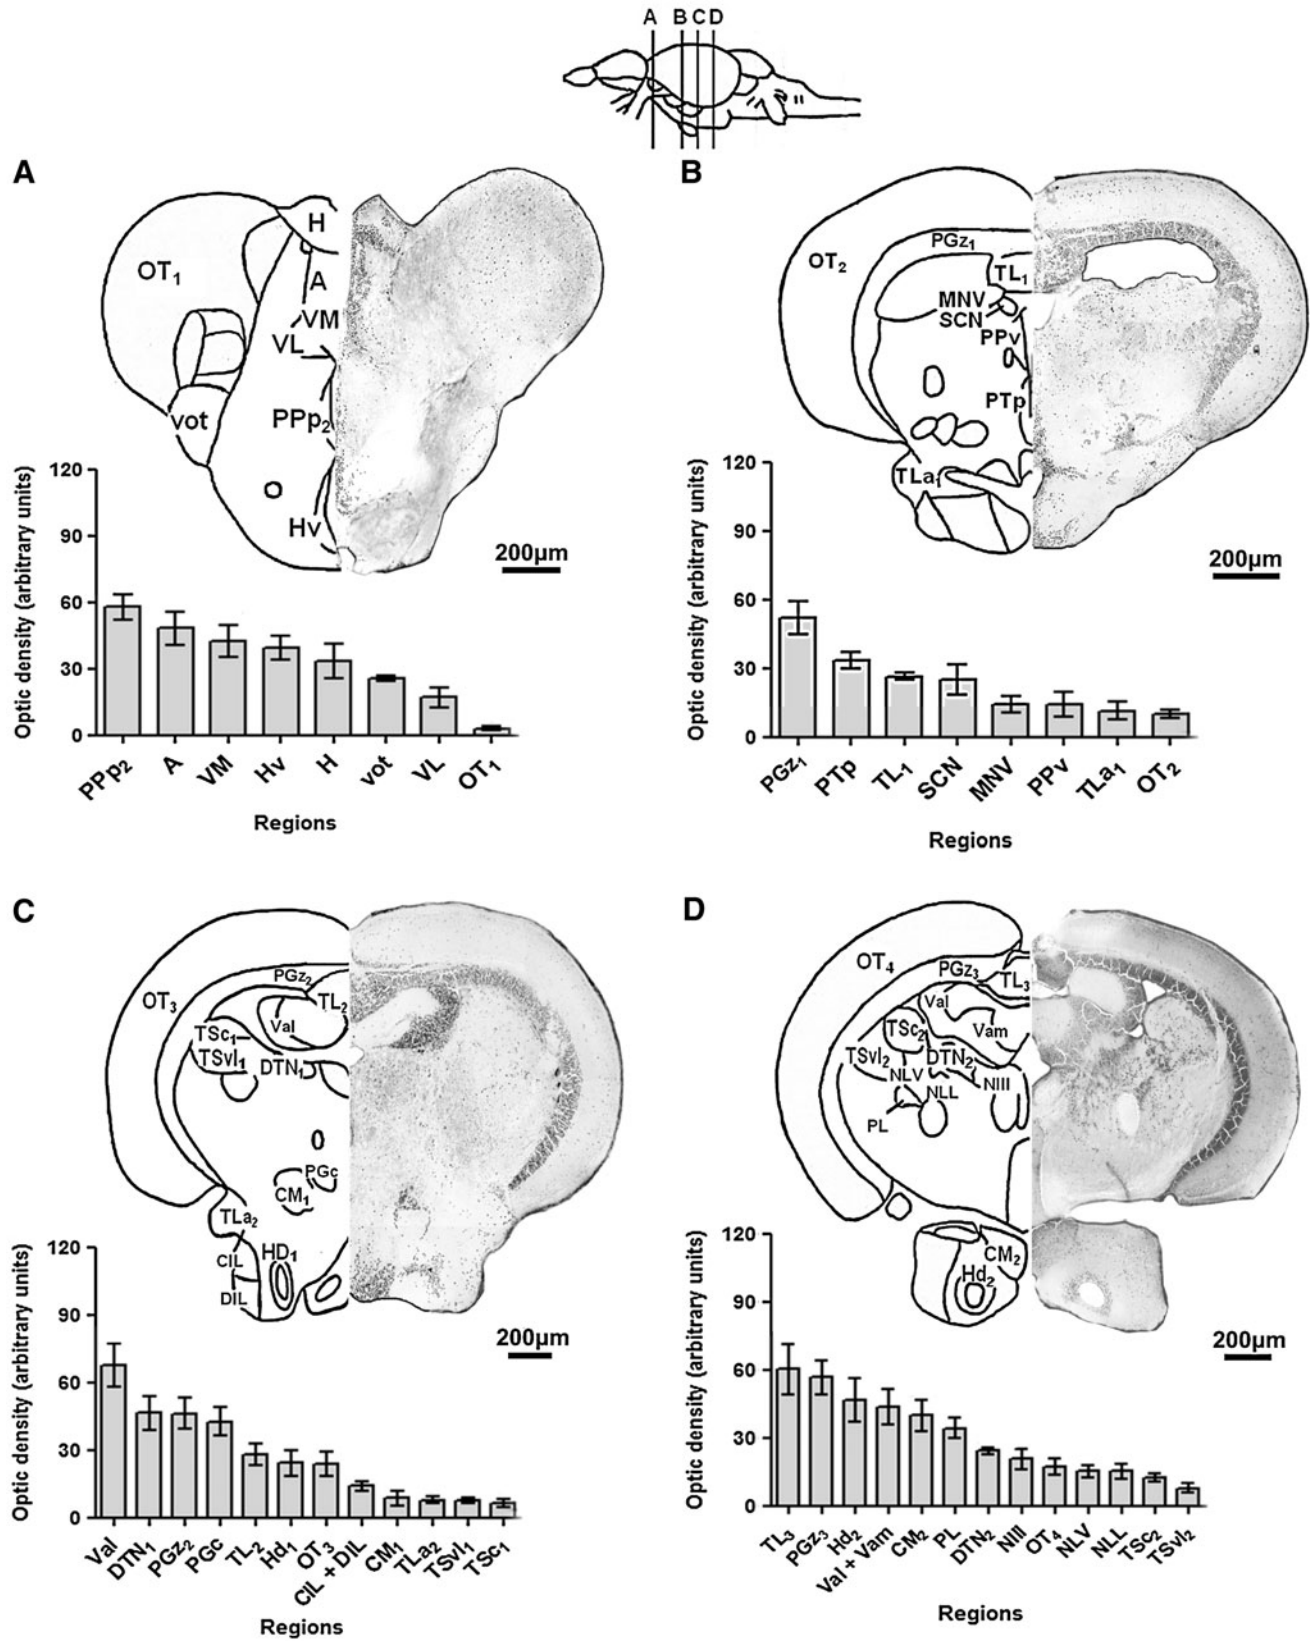 A B C D
A
H
OT₁
A
VM
VL
vot
PPp₂
Hv
200µm
Optic density (arbitrary units)
120
90
60
30
0
PPp₂ A VM Hv H vot VL OT₁
Regions
B
PGz₁
OT₂
TL₁
MNV
SCN
PPv
PTp
TLa₁
200µm
Optic density (arbitrary units)
120
90
60
30
0
PGz₁ PTp TL₁ SCN MNV PPv TLa₁ OT₂
Regions
C
PGz₂
OT₃
TL₂
Val
TSc₁
TSvl₁
DTN₁
PGc
CM₁
TLa₂
CIL
HD₁
DIL
200µm
Optic density (arbitrary units)
120
90
60
30
0
Val DTN₁ PGz₂ PGc TL₂ Hd₁ OT₃ CIL +DIL CM₁ TLa₂ TSvl₁ TSc₁
Regions
D
OT₄
PGz₃
TL₃
Val
TSc₂
Vam
TSvl₂
DTN₂
NLV
NIII
NLL
PL
CM₂
Hd₂
200µm
Optic density (arbitrary units)
120
90
60
30
0
TL₃ PGz₃ Hd₂ Val + Vam CM₂ PL DTN₂ NIII OT₄ NLV NLL TSc₂ TSvl₂
Regions